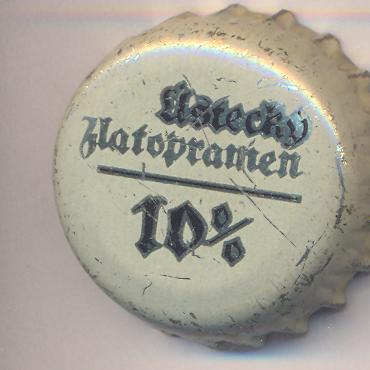 Ústecký
Zlatopramen
10%